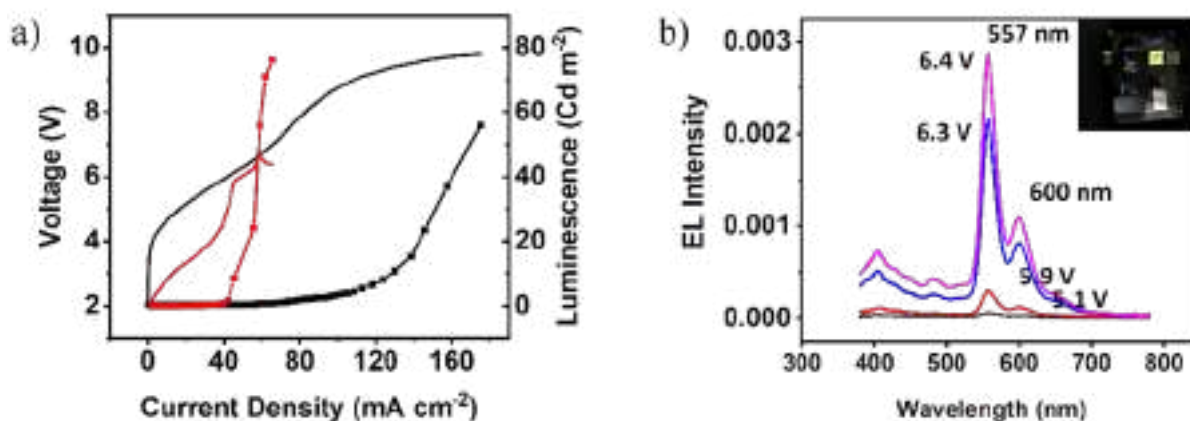 a)
10
8
6
4
2
Voltage (V)
80
60
40
20
0
Luminescence (Cd m⁻²)
0 40 80 120 160
Current Density (mA cm⁻²)
b)
0.003
0.002
0.001
0.000
EL Intensity
557 nm
6.4 V
6.3 V
600 nm
5.9 V
5.1 V
300 400 500 600 700 800
Wavelength (nm)